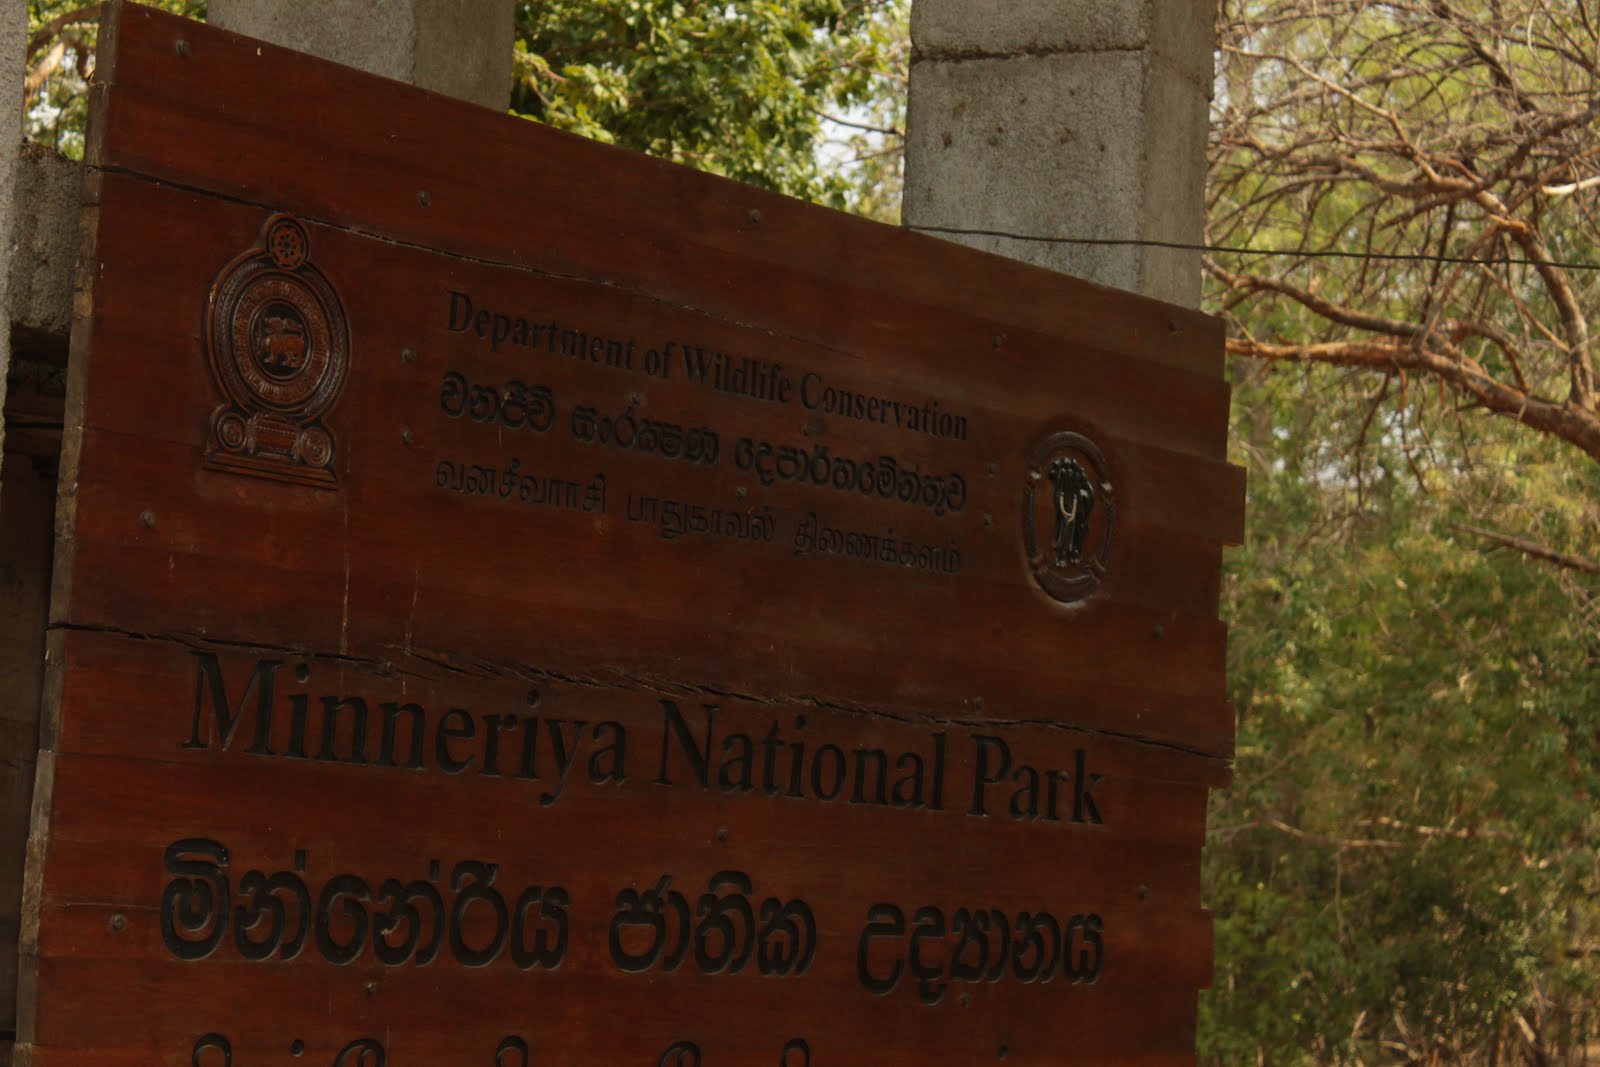 Department of Wildlife Conservation
වනජීවී සංරක්ෂණ දෙපාර්තමේන්තුව
வனசீவராசி பாதுகாவல் திணைக்களம்
Minneriya National Park
මින්නේරිය ජාතික උද්‍යානය